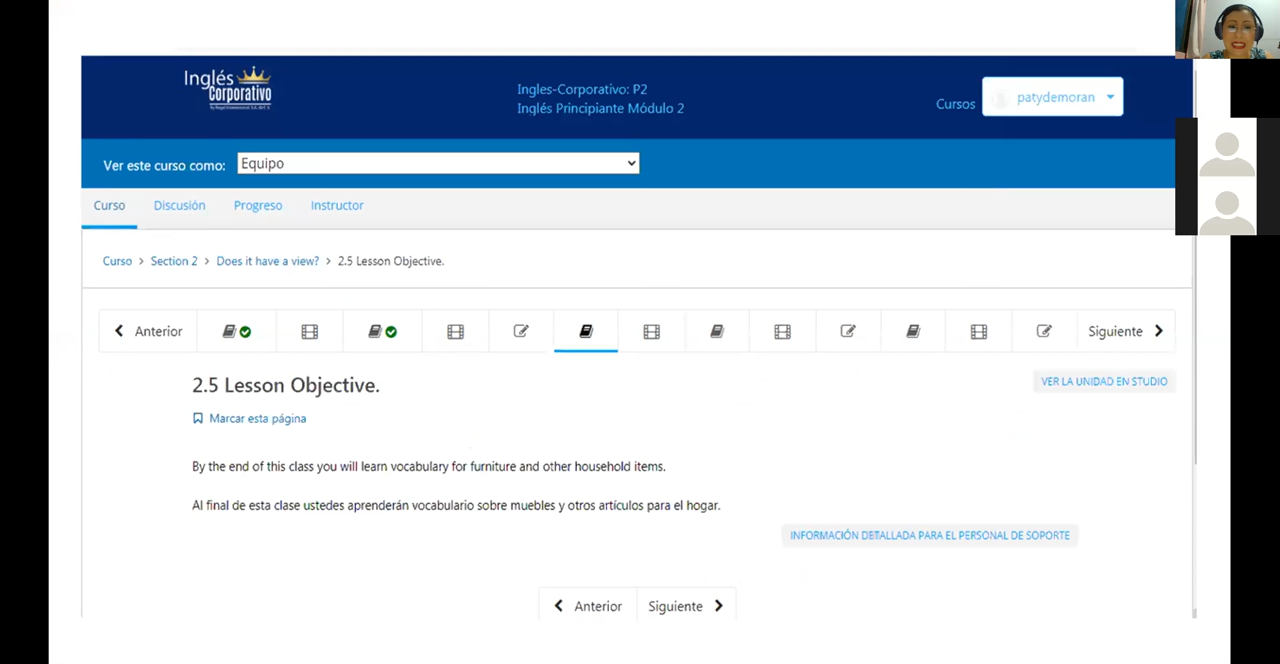 Inglés
Corporativo
Ingles-Corporativo: P2
Inglés Principiante Módulo 2
Cursos
patydemoran
Ver este curso como:
Equipo
Curso
Discusión
Progreso
Instructor
Curso > Section 2 > Does it have a view? > 2.5 Lesson Objective.
Anterior
Siguiente
2.5 Lesson Objective.
VER LA UNIDAD EN STUDIO
Marcar esta página
By the end of this class you will learn vocabulary for furniture and other household items.
Al final de esta clase ustedes aprenderán vocabulario sobre muebles y otros artículos para el hogar.
INFORMACIÓN DETALLADA PARA EL PERSONAL DE SOPORTE
Anterior
Siguiente